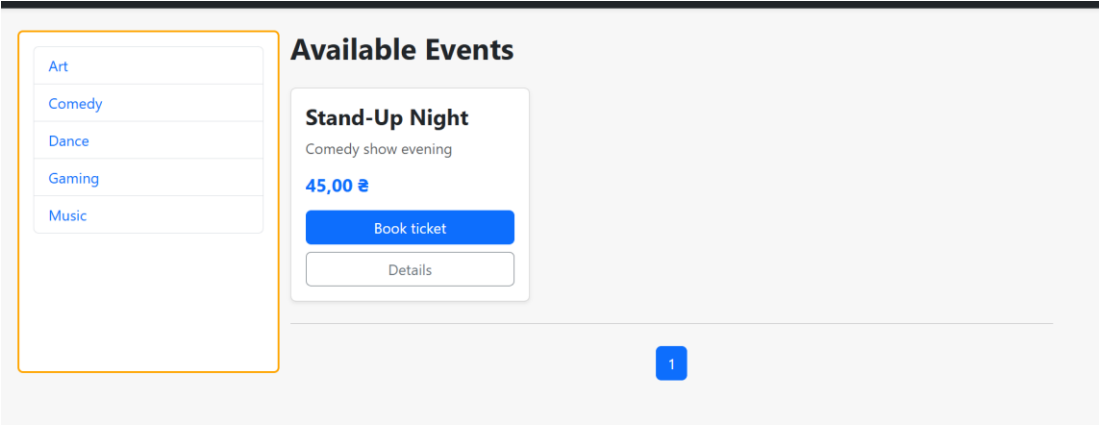 Art
Comedy
Dance
Gaming
Music
Available Events
Stand-Up Night
Comedy show evening
45,00 ₴
Book ticket
Details
1